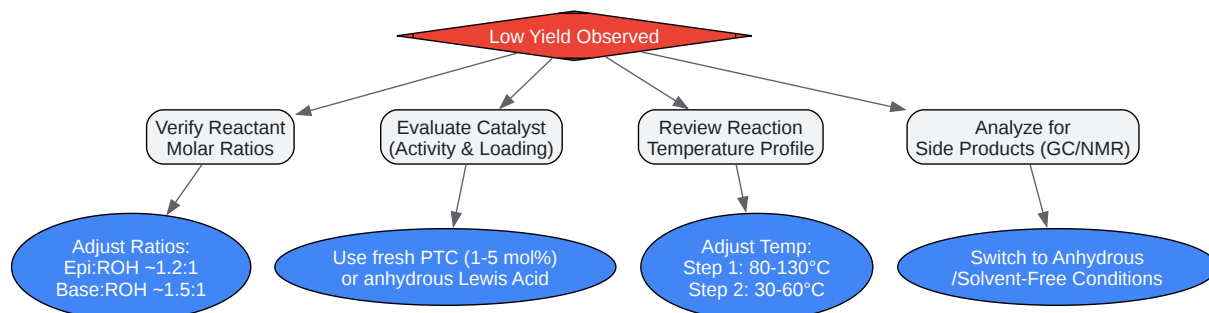 Low Yield Observed
Verify Reactant
Molar Ratios
Evaluate Catalyst
(Activity & Loading)
Review Reaction
Temperature Profile
Analyze for
Side Products (GC/NMR)
Adjust Ratios:
Epi:ROH ~1.2:1
Base:ROH ~1.5:1
Use fresh PTC (1-5 mol%)
or anhydrous Lewis Acid
Adjust Temp:
Step 1: 80-130°C
Step 2: 30-60°C
Switch to Anhydrous
/Solvent-Free Conditions